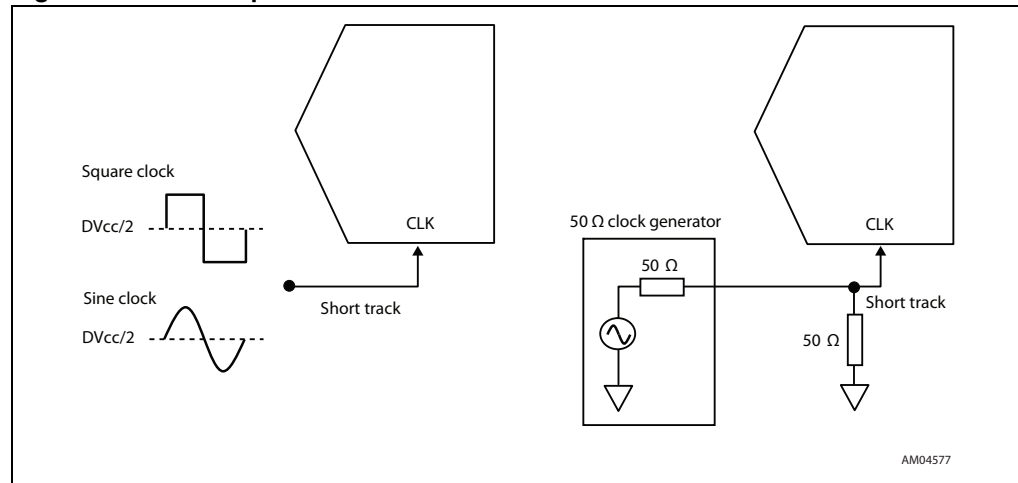 Square clock
DVcc/2
Sine clock
DVcc/2
CLK
Short track
50 Ω clock generator
50 Ω
CLK
Short track
50 Ω
AM04577